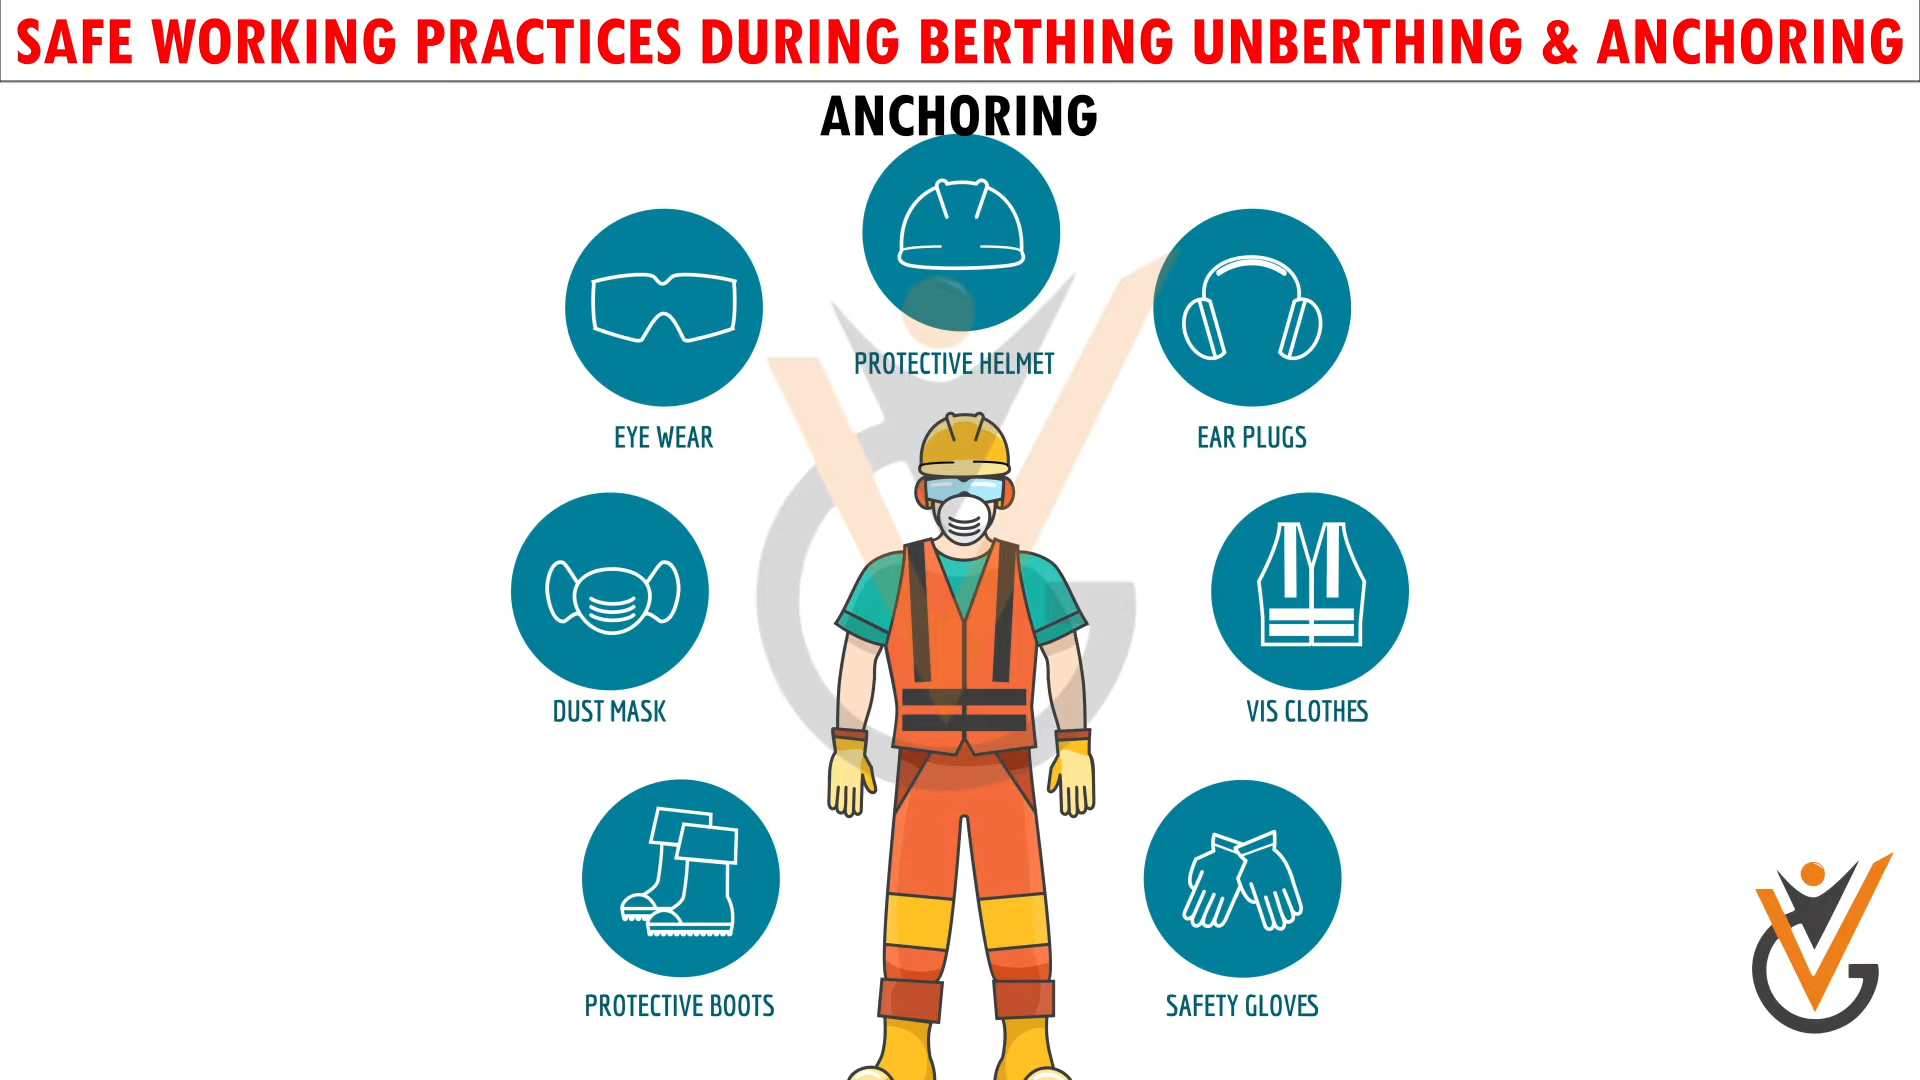 SAFE WORKING PRACTICES DURING BERTHING UNBERTHING & ANCHORING
ANCHORING
PROTECTIVE HELMET
EYE WEAR
EAR PLUGS
DUST MASK
VIS CLOTHES
PROTECTIVE BOOTS
SAFETY GLOVES